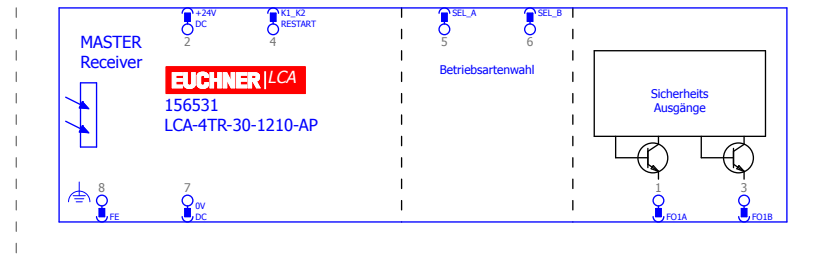 +24V
DC
2
K1_K2
RESTART
4
SEL_A
5
SEL_B
6
MASTER
Receiver
EUCHNER LCA
156531
LCA-4TR-30-1210-AP
Betriebsartenwahl
Sicherheits
Ausgänge
8
FE
7
0V
DC
1
FO1A
3
FO1B